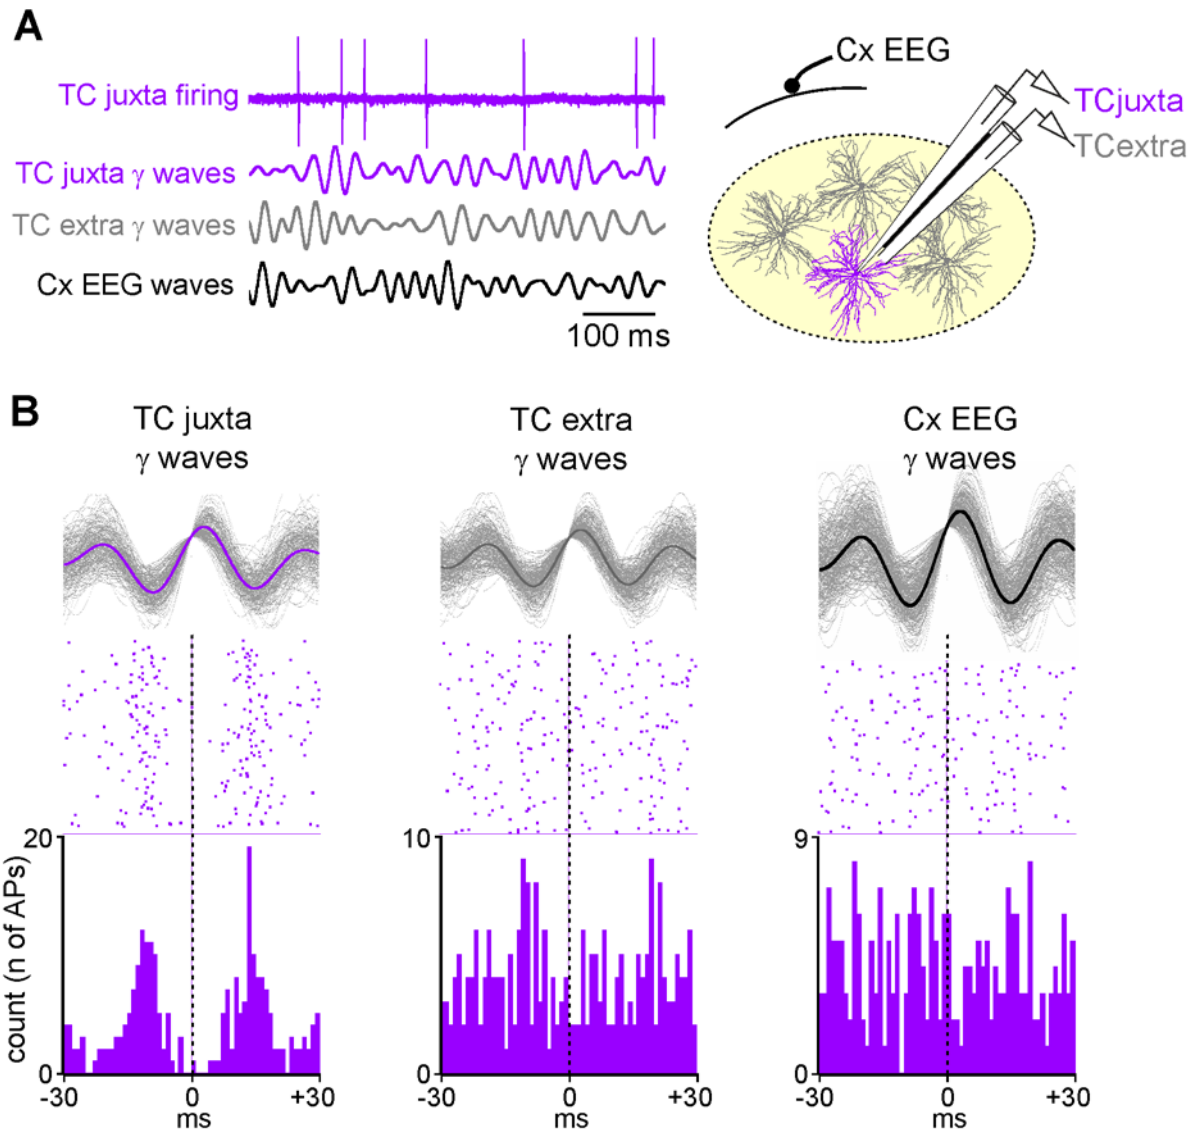 A
TC juxta firing
TC juxta γ waves
TC extra γ waves
Cx EEG waves
100 ms
Cx EEG
TCjuxta
TCextra
B
TC juxta
γ waves
TC extra
γ waves
Cx EEG
γ waves
count (n of APs)
20
0
-30 0 +30
ms
10
0
-30 0 +30
ms
9
0
-30 0 +30
ms